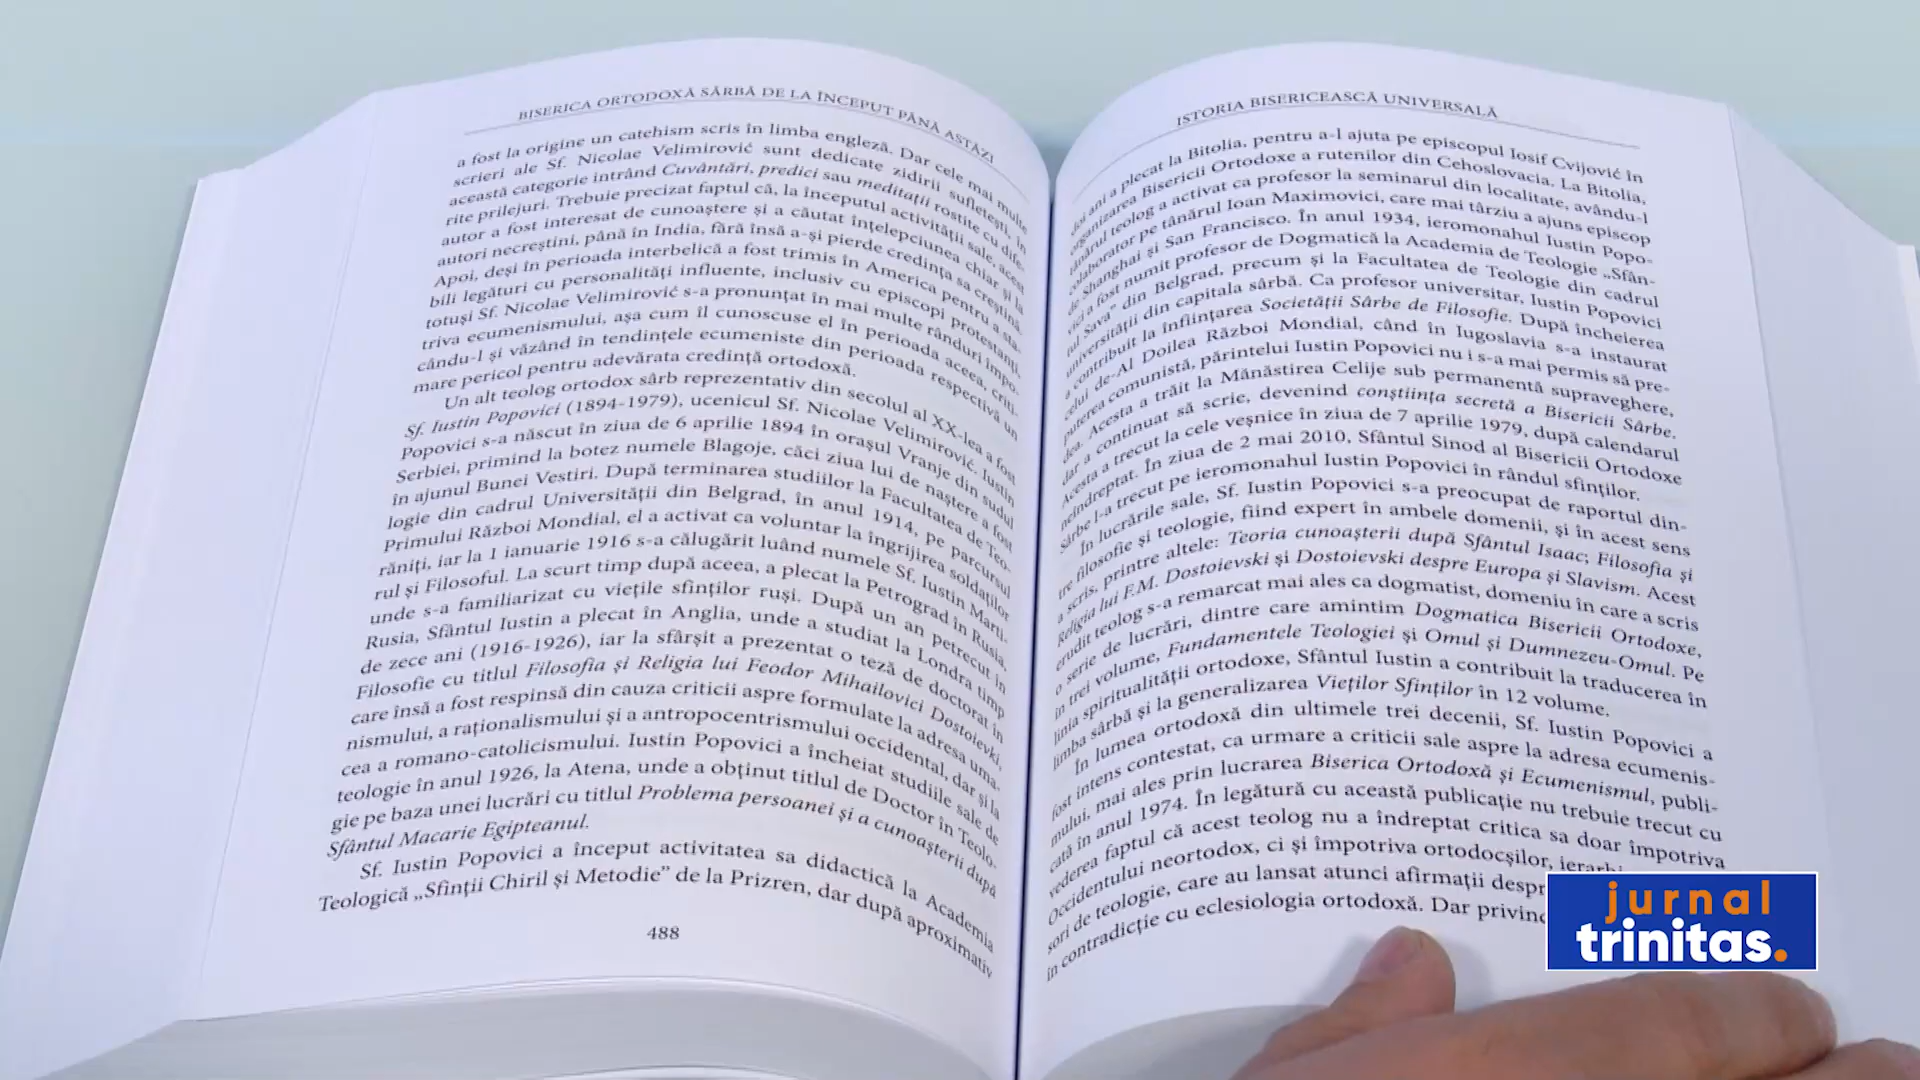 BISERICA ORTODOXĂ SÂRBĂ DE LA ÎNCEPUT PÂNĂ ASTĂZI
a fost la origine un catehism scris în limba engleză. Dar cele mai multe
scrieri ale Sf. Nicolae Velimirović sunt dedicate zidirii sufletești, în
această categorie intrând Cuvântări, predici sau meditații rostite cu dife-
rite prilejuri. Trebuie precizat faptul că, la începutul activității sale, acest
autor a fost interesat de cunoaștere și a căutat înțelepciunea chiar și la
autori necreștini, până în India, fără însă a-și pierde credința sa creștină.
Apoi, deși în perioada interbelică a fost trimis în America pentru a sta-
bili legături cu personalități influente, inclusiv cu episcopi protestanți,
totuși Sf. Nicolae Velimirović s-a pronunțat în mai multe rânduri împo-
triva ecumenismului, așa cum îl cunoscuse el în perioada aceea, criti-
cându-l și văzând în tendințele ecumeniste din perioada respectivă un
mare pericol pentru adevărata credință ortodoxă.
Un alt teolog ortodox sârb reprezentativ din secolul al XX-lea a fost
Sf. Iustin Popovici (1894-1979), ucenicul Sf. Nicolae Velimirović. Iustin
Popovici s-a născut în ziua de 6 aprilie 1894 în orașul Vranje din sudul
Serbiei, primind la botez numele Blagoje, căci ziua lui de naștere a fost
în ajunul Bunei Vestiri. După terminarea studiilor la Facultatea de Teo-
logie din cadrul Universității din Belgrad, în anul 1914, pe parcursul
Primului Război Mondial, el a activat ca voluntar la îngrijirea soldaților
răniți, iar la 1 ianuarie 1916 s-a călugărit luând numele Sf. Iustin Marti-
rul și Filosoful. La scurt timp după aceea, a plecat la Petrograd în Rusia,
unde s-a familiarizat cu viețile sfinților ruși. După un an petrecut în
Rusia, Sfântul Iustin a plecat în Anglia, unde a studiat la Londra timp
de zece ani (1916-1926), iar la sfârșit a prezentat o teză de doctorat în
Filosofie cu titlul Filosofia și Religia lui Feodor Mihailovici Dostoievki,
care însă a fost respinsă din cauza criticii aspre formulate la adresa uma-
nismului, a raționalismului și a antropocentrismului occidental, dar și la
cea a romano-catolicismului. Iustin Popovici a încheiat studiile sale de
teologie în anul 1926, la Atena, unde a obținut titlul de Doctor în Teolo-
gie pe baza unei lucrări cu titlul Problema persoanei și a cunoașterii după
Sfântul Macarie Egipteanul.
Sf. Iustin Popovici a început activitatea sa didactică la Academia
Teologică „Sfinții Chiril și Metodie” de la Prizren, dar după aproximativ
488
ISTORIA BISERICEASCĂ UNIVERSALĂ
doi ani a plecat la Bitolia, pentru a-l ajuta pe episcopul Iosif Cvijović în
organizarea Bisericii Ortodoxe a rutenilor din Cehoslovacia. La Bitolia,
tânărul teolog a activat ca profesor la seminarul din localitate, avându-l
colaborator pe tânărul Ioan Maximovici, care mai târziu a ajuns episcop
de Shanghai și San Francisco. În anul 1934, ieromonahul Iustin Popo-
vici a fost numit profesor de Dogmatică la Academia de Teologie „Sfân-
tul Sava” din Belgrad, precum și la Facultatea de Teologie din cadrul
universității din capitala sârbă. Ca profesor universitar, Iustin Popovici
a contribuit la înființarea Societății Sârbe de Filosofie. După încheierea
celui de-Al Doilea Război Mondial, când în Iugoslavia s-a instaurat
puterea comunistă, părintelui Iustin Popovici nu i s-a mai permis să pre-
dea. Acesta a trăit la Mănăstirea Celije sub permanentă supraveghere,
dar a continuat să scrie, devenind conștiința secretă a Bisericii Sârbe.
Acesta a trecut la cele veșnice în ziua de 7 aprilie 1979, după calendarul
neîndreptat. În ziua de 2 mai 2010, Sfântul Sinod al Bisericii Ortodoxe
Sârbe l-a trecut pe ieromonahul Iustin Popovici în rândul sfinților.
În lucrările sale, Sf. Iustin Popovici s-a preocupat de raportul din-
tre filosofie și teologie, fiind expert în ambele domenii, și în acest sens
a scris, printre altele: Teoria cunoașterii după Sfântul Isaac; Filosofia și
Religia lui F.M. Dostoievski și Dostoievski despre Europa și Slavism. Acest
erudit teolog s-a remarcat mai ales ca dogmatist, domeniu în care a scris
o serie de lucrări, dintre care amintim Dogmatica Bisericii Ortodoxe,
în trei volume, Fundamentele Teologiei și Omul și Dumnezeu-Omul. Pe
linia spiritualității ortodoxe, Sfântul Iustin a contribuit la traducerea în
limba sârbă și la generalizarea Vieților Sfinților în 12 volume.
În lumea ortodoxă din ultimele trei decenii, Sf. Iustin Popovici a
fost intens contestat, ca urmare a criticii sale aspre la adresa ecumenis-
mului, mai ales prin lucrarea Biserica Ortodoxă și Ecumenismul, publi-
cată în anul 1974. În legătură cu această publicație nu trebuie trecut cu
vederea faptul că acest teolog nu a îndreptat critica sa doar împotriva
Occidentului neortodox, ci și împotriva ortodocșilor,
sori de teologie, care au lansat atunci afirmații
în contradicție cu eclesiologia ortodoxă. Dar
jurnal
trinitas.